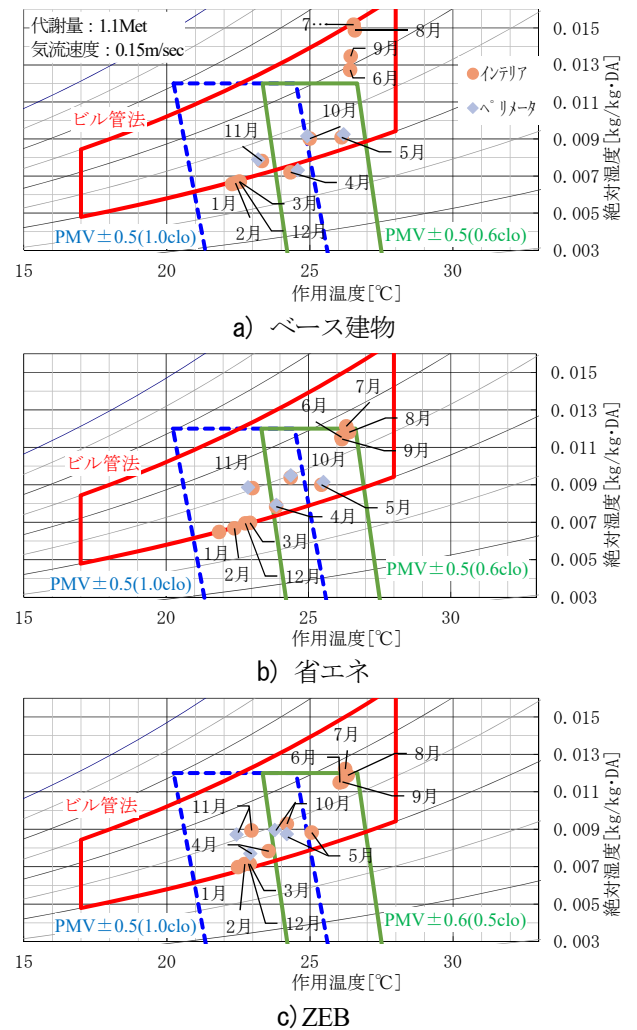 代謝量：1.1Met
気流速度：0.15m/sec
7…
8月
9月
6月
インテリア
ペリメータ
ビル管法
11月
10月
5月
4月
1月
3月
2月
12月
PMV±0.5(1.0clo)
PMV±0.5(0.6clo)
0.015
0.013
0.011
0.009
0.007
0.005
0.003
絶対湿度[kg/kg・DA]
15 20 25 30
作用温度[℃]
a) ベース建物
7月
6月
8月
9月
ビル管法
11月
10月
5月
4月
1月
3月
2月
12月
PMV±0.5(1.0clo)
PMV±0.5(0.6clo)
0.015
0.013
0.011
0.009
0.007
0.005
0.003
絶対湿度[kg/kg・DA]
15 20 25 30
作用温度[℃]
b) 省エネ
7月
6月
8月
9月
ビル管法
11月
10月
4月
5月
1月
3月
2月
12月
PMV±0.5(1.0clo)
PMV±0.6(0.5clo)
0.015
0.013
0.011
0.009
0.007
0.005
0.003
絶対湿度[kg/kg・DA]
15 20 25 30
作用温度[℃]
c) ZEB